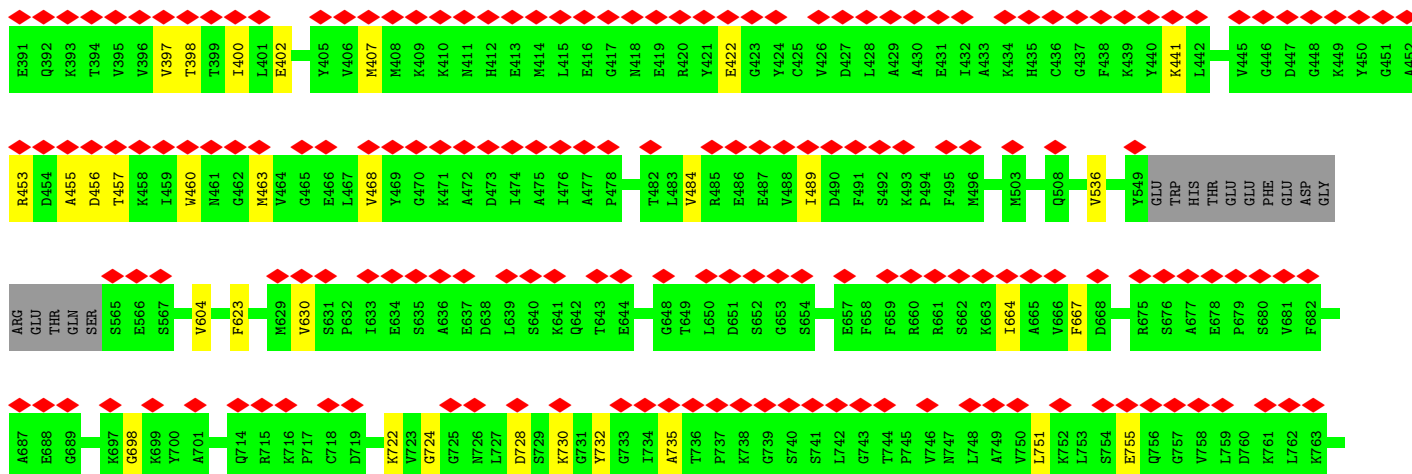 E391 Q392 K393 T394 V395 V396 V397 T398 T399 I400 L401 E402 Y405 V406 M407 M408 K409 K410 N411 H412 E413 M414 L415 E416 G417 N418 E419 R420 Y421 E422 G423 Y424 C425 V426 D427 L428 A429 A430 E431 I432 A433 K434 H435 C436 G437 F438 K439 Y440 K441 L442 V445 G446 D447 G448 K449 Y450 G451 A452
R453 D454 A455 D456 T457 K458 I459 W460 N461 G462 M463 V464 G465 E466 L467 V468 Y469 G470 K471 A472 D473 I474 A475 I476 A477 P478 T482 L483 V484 R485 E486 E487 V488 I489 D490 F491 S492 K493 P494 F495 M496 M503 Q508 V536 Y549 GLU TRP HIS THR GLU GLU PHE GLU ASP GLY
ARG GLU THR GLN SER S565 E566 S567 V604 F623 M629 V630 S631 P632 I633 E634 S635 A636 E637 D638 L639 S640 K641 Q642 T643 E644 G648 T649 L650 D651 S652 G653 S654 E657 F658 F659 R660 R661 S662 K663 I664 A665 V666 F667 D668 R675 S676 A677 E678 P679 S680 V681 F682
A687 E688 G689 K697 G698 K699 Y700 A701 Q714 R715 K716 P717 C718 D719 K722 V723 G724 G725 N726 L727 D728 S729 K730 G731 Y732 G733 I734 A735 T736 P737 K738 G739 S740 S741 L742 G743 T744 P745 V746 N747 L748 A749 V750 L751 K752 L753 S754 E755 Q756 G757 V758 L759 D760 K761 L762 K763